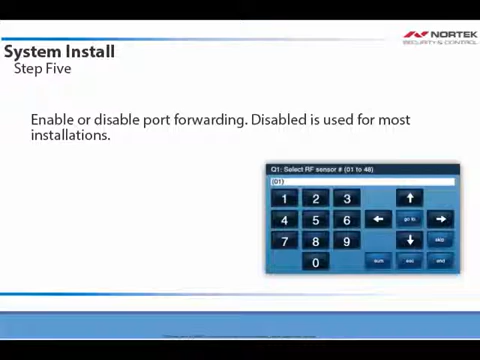 NORTEK
SECURITY & CONTROL
System Install
Step Five
Enable or disable port forwarding. Disabled is used for most
installations.
Q1: Select RF sensor # (01 to 48)
(01)
1 2 3
4 5 6 go to
7 8 9 skip
0 sum esc end